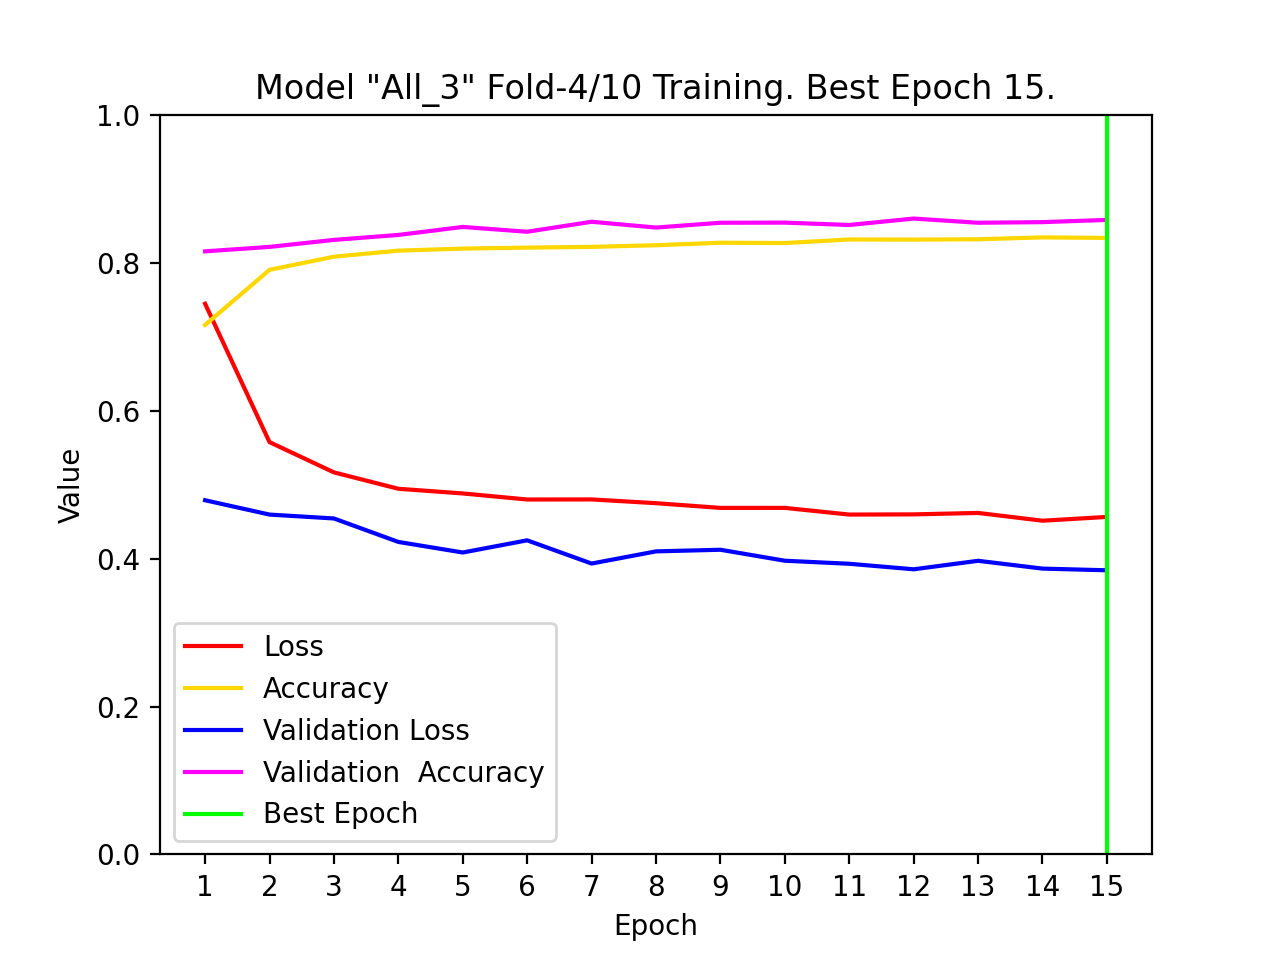 Model "All_3" Fold-4/10 Training. Best Epoch 15.
1.0
0.8
0.6
0.4
0.2
0.0
Value
Loss
Accuracy
Validation Loss
Validation  Accuracy
Best Epoch
1 2 3 4 5 6 7 8 9 10 11 12 13 14 15
Epoch